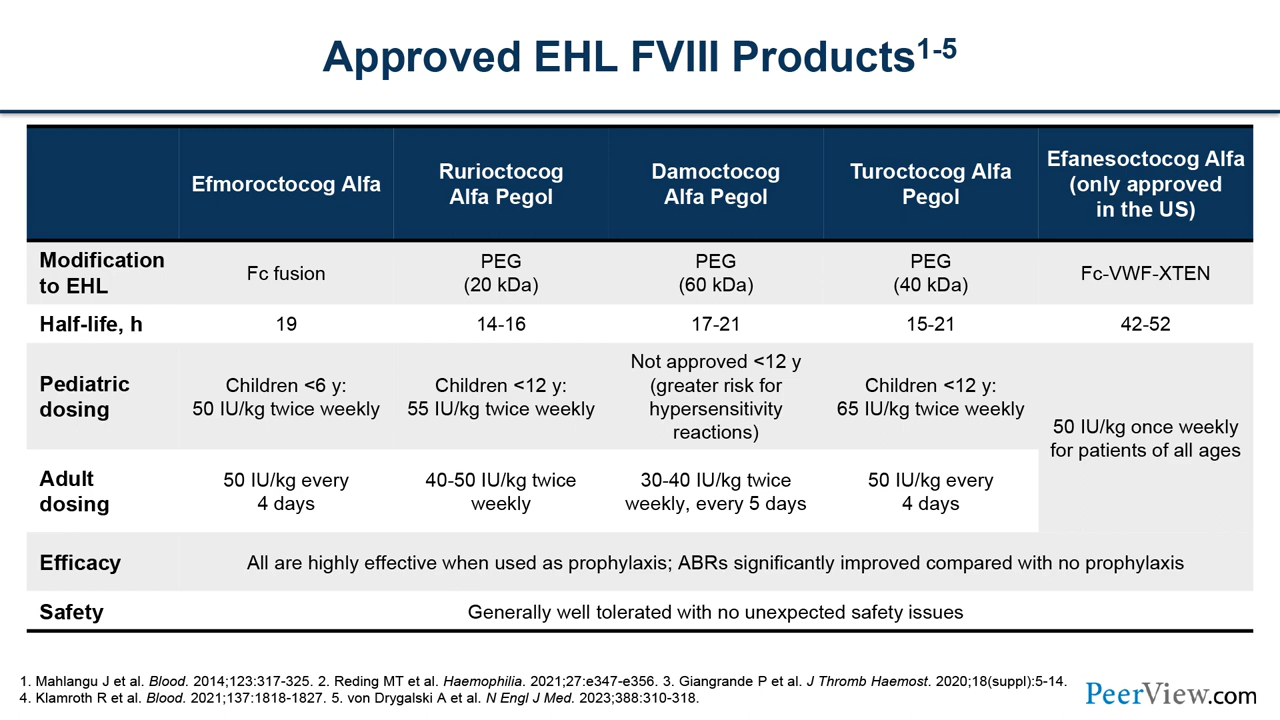 Approved EHL FVIII Products1-5
Efmoroctocog Alfa
Rurioctocog
Alfa Pegol
Damoctocog
Alfa Pegol
Turoctocog Alfa
Pegol
Efanesoctocog Alfa
(only approved
in the US)
Modification
to EHL
Fc fusion
PEG
(20 kDa)
PEG
(60 kDa)
PEG
(40 kDa)
Fc-VWF-XTEN
Half-life, h
19
14-16
17-21
15-21
42-52
Pediatric
dosing
Children <6 y:
50 IU/kg twice weekly
Children <12 y:
55 IU/kg twice weekly
Not approved <12 y
(greater risk for
hypersensitivity
reactions)
Children <12 y:
65 IU/kg twice weekly
50 IU/kg once weekly
for patients of all ages
Adult
dosing
50 IU/kg every
4 days
40-50 IU/kg twice
weekly
30-40 IU/kg twice
weekly, every 5 days
50 IU/kg every
4 days
Efficacy
All are highly effective when used as prophylaxis; ABRs significantly improved compared with no prophylaxis
Safety
Generally well tolerated with no unexpected safety issues
1. Mahlangu J et al. Blood. 2014;123:317-325. 2. Reding MT et al. Haemophilia. 2021;27:e347-e356. 3. Giangrande P et al. J Thromb Haemost. 2020;18(suppl):5-14.
4. Klamroth R et al. Blood. 2021;137:1818-1827. 5. von Drygalski A et al. N Engl J Med. 2023;388:310-318.
PeerView.com